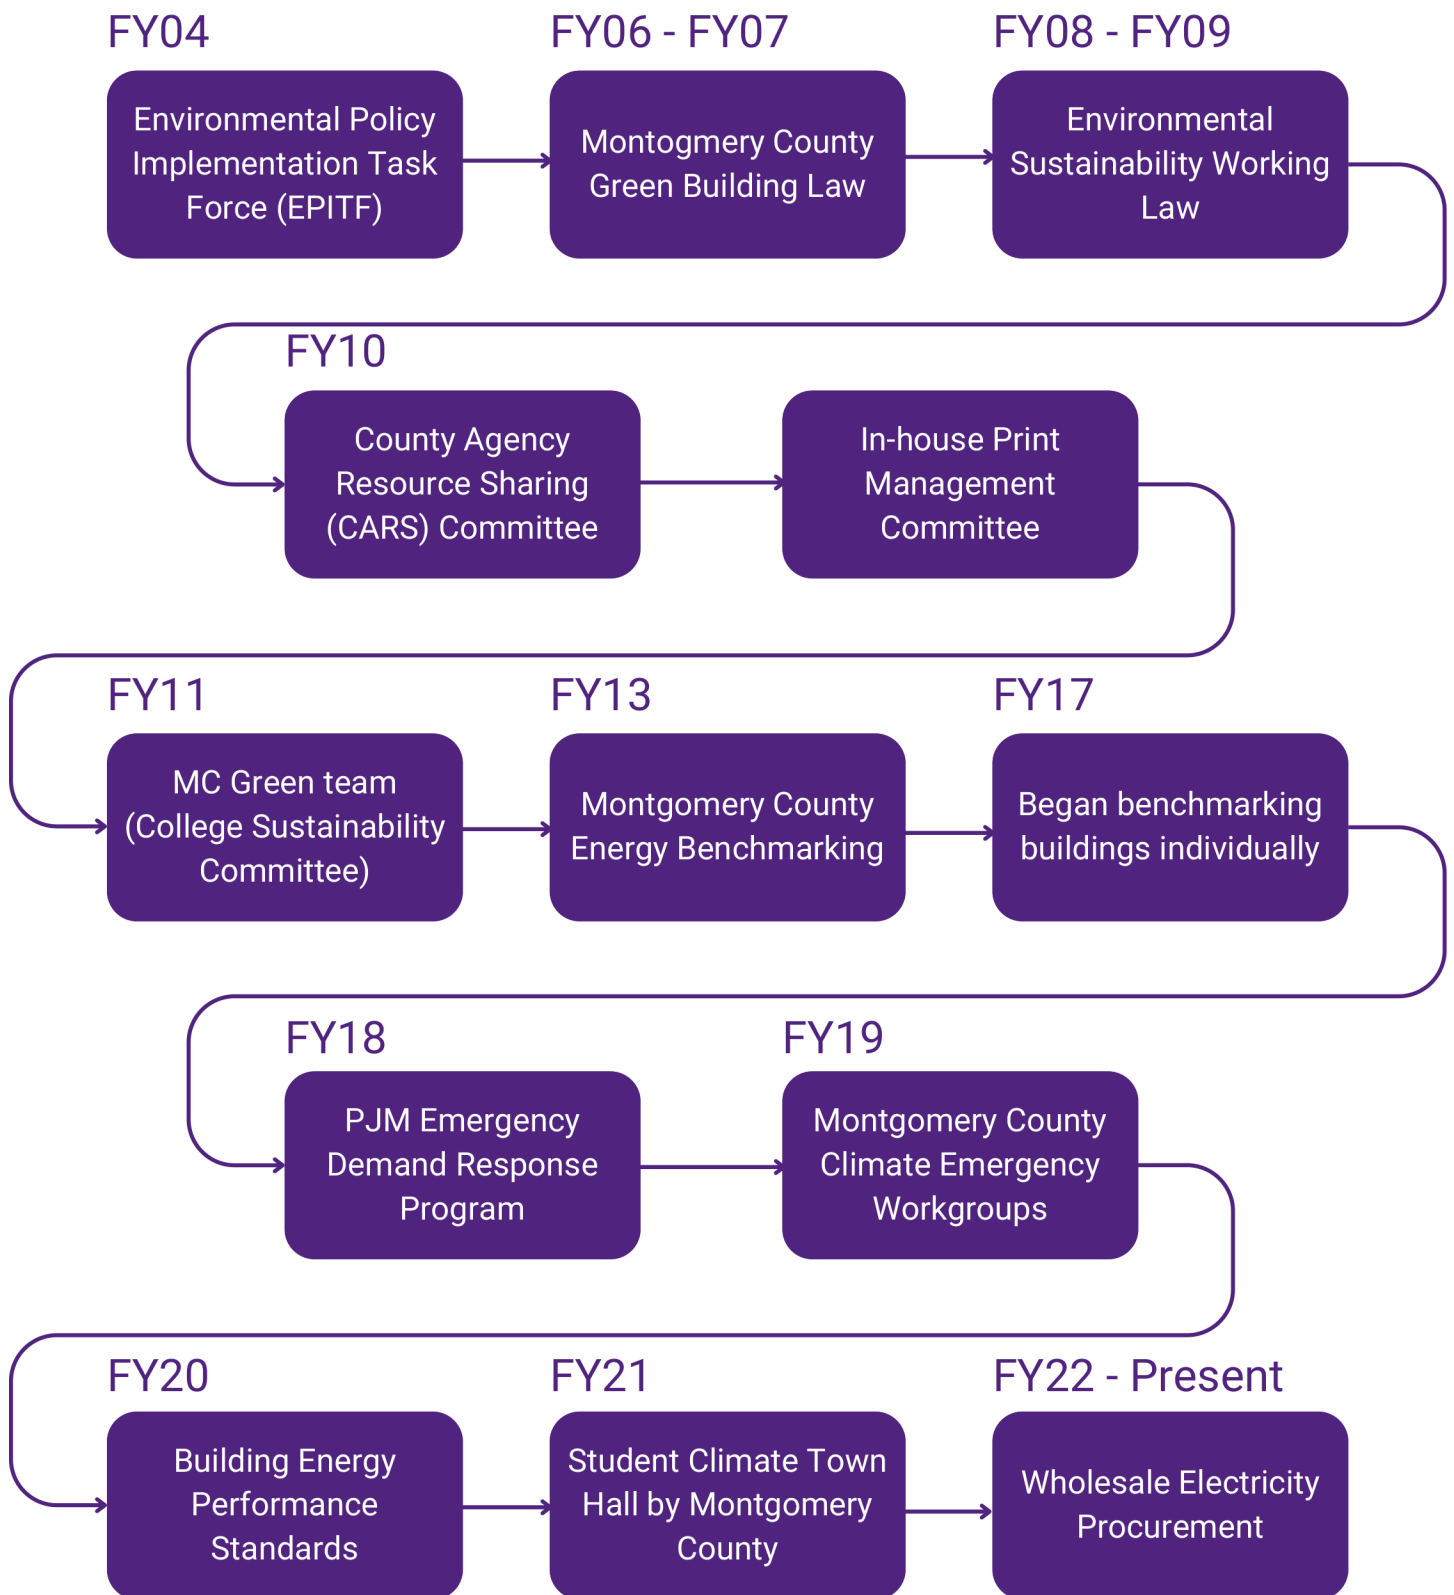 FY04
Environmental Policy
Implementation Task
Force (EPITF)
FY06 - FY07
Montogmery County
Green Building Law
FY08 - FY09
Environmental
Sustainability Working
Law
FY10
County Agency
Resource Sharing
(CARS) Committee
In-house Print
Management
Committee
FY11
MC Green team
(College Sustainability
Committee)
FY13
Montgomery County
Energy Benchmarking
FY17
Began benchmarking
buildings individually
FY18
PJM Emergency
Demand Response
Program
FY19
Montgomery County
Climate Emergency
Workgroups
FY20
Building Energy
Performance
Standards
FY21
Student Climate Town
Hall by Montgomery
County
FY22 - Present
Wholesale Electricity
Procurement